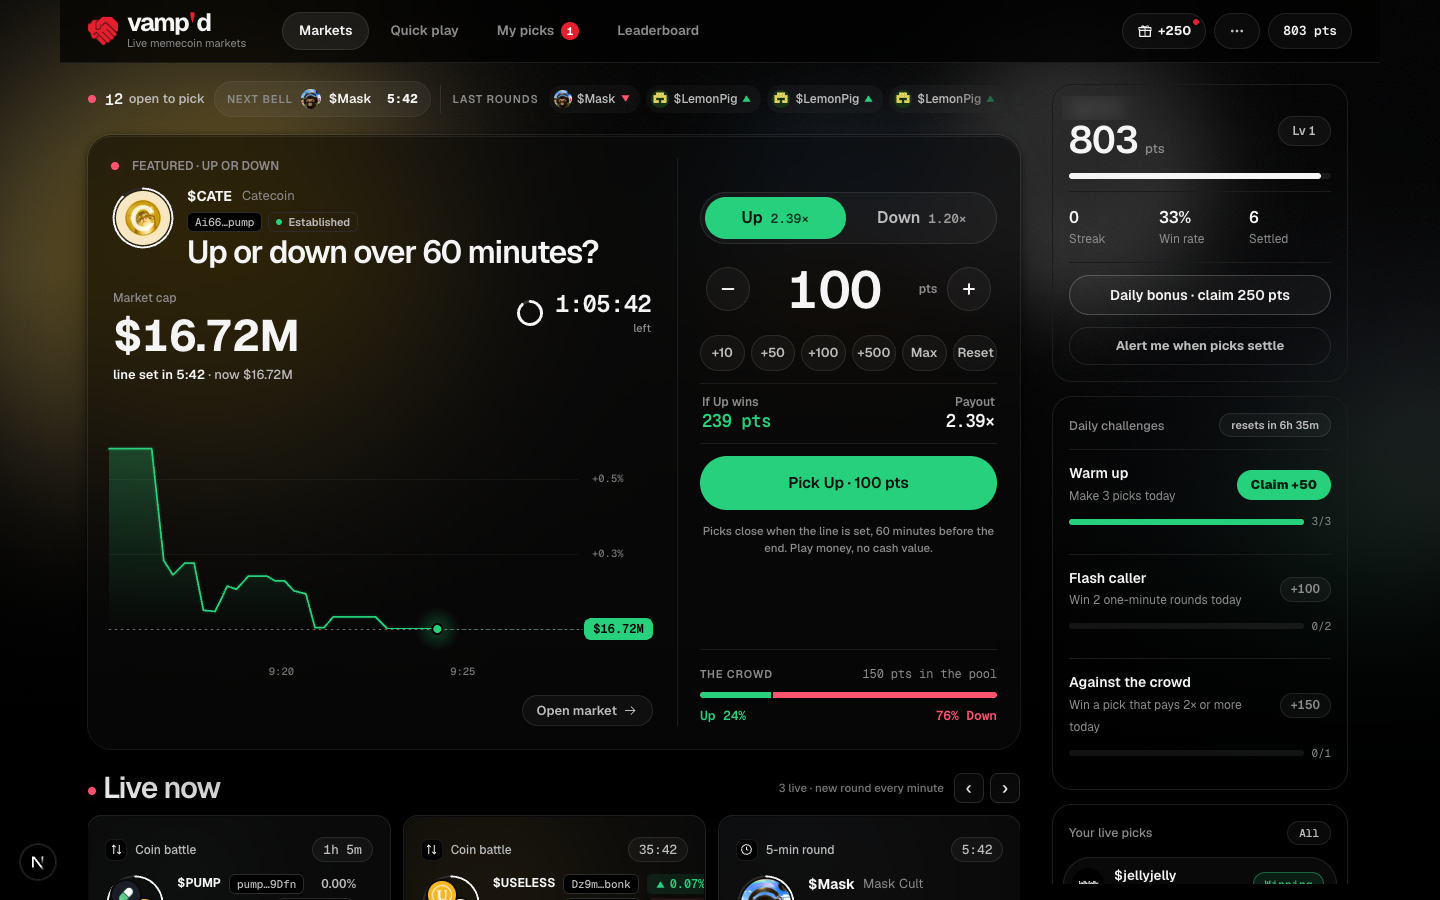 vamp'd
Live memecoin markets
Markets
Quick play
My picks 1
Leaderboard
+250
803 pts
12 open to pick
NEXT BELL $Mask 5:42
LAST ROUNDS
$Mask
$LemonPig
$LemonPig
$LemonPig
FEATURED · UP OR DOWN
$CATE Catecoin
Ai66…pump
Established
Up or down over 60 minutes?
Market cap
$16.72M
line set in 5:42 · now $16.72M
1:05:42
left
+0.5%
+0.3%
$16.72M
9:20
9:25
Open market →
Up 2.39×
Down 1.20×
−
100
pts
+
+10
+50
+100
+500
Max
Reset
If Up wins
239 pts
Payout
2.39×
Pick Up · 100 pts
Picks close when the line is set, 60 minutes before the
end. Play money, no cash value.
THE CROWD
150 pts in the pool
Up 24%
76% Down
803 pts
Lv 1
0
Streak
33%
Win rate
6
Settled
Daily bonus · claim 250 pts
Alert me when picks settle
Daily challenges
resets in 6h 35m
Warm up
Make 3 picks today
Claim +50
3/3
Flash caller
Win 2 one-minute rounds today
+100
0/2
Against the crowd
Win a pick that pays 2× or more
today
+150
0/1
Your live picks
All
$jellyjelly
Winning
Live now
3 live · new round every minute
‹
›
Coin battle
1h 5m
$PUMP
pump…9Dfn
0.00%
Coin battle
35:42
$USELESS
Dz9m…bonk
▲ 0.07%
5-min round
5:42
$Mask Mask Cult
N